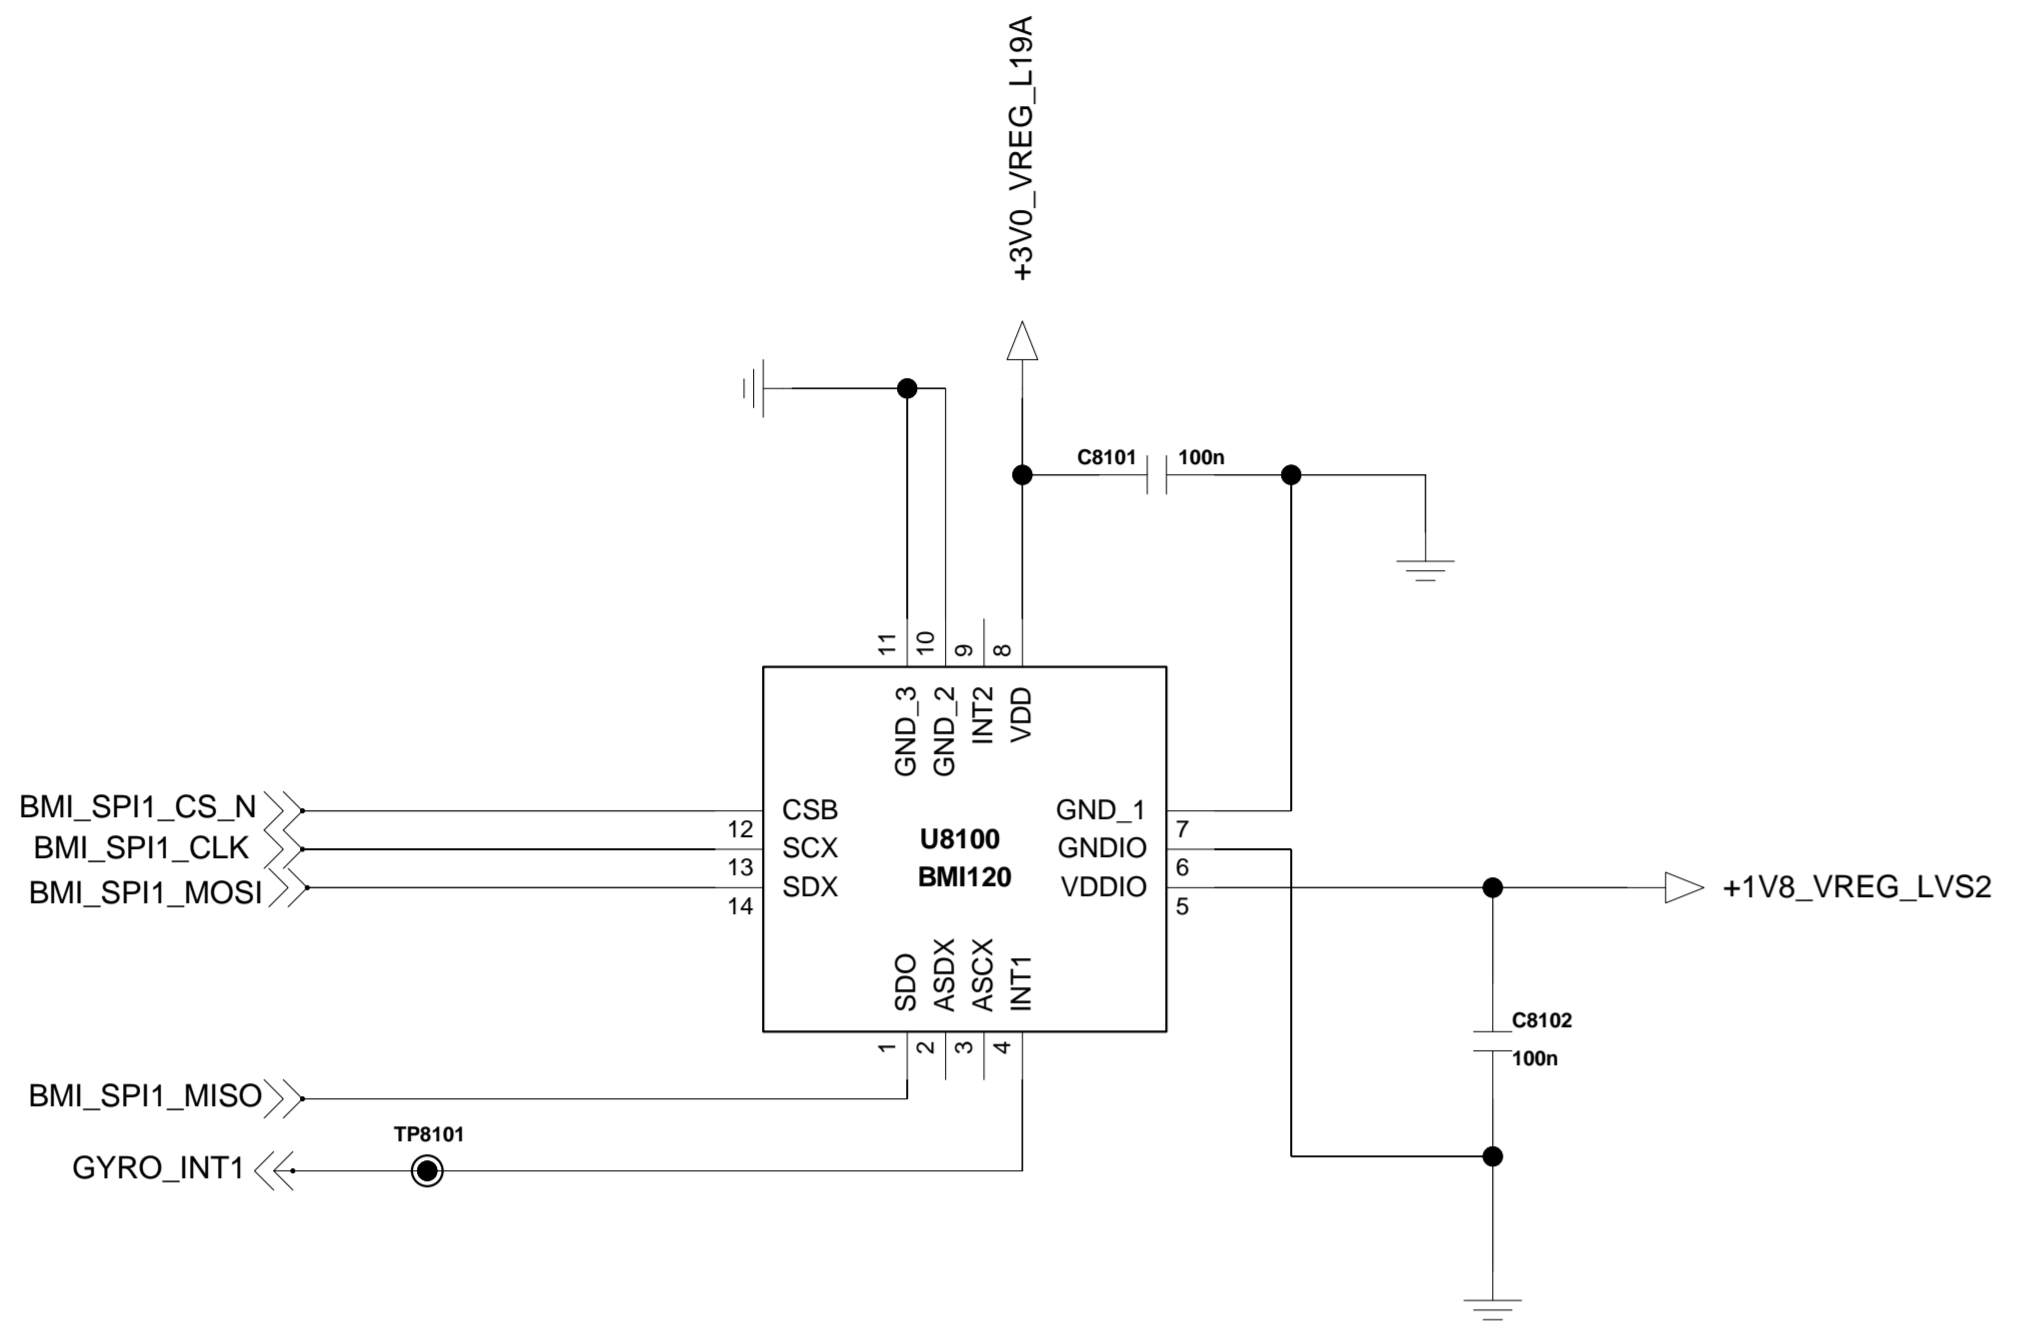 +3V0_VREG_L19A
C8101 100n
11
10
9
8
GND_3
GND_2
INT2
VDD
BMI_SPI1_CS_N
BMI_SPI1_CLK
BMI_SPI1_MOSI
12
13
14
CSB
SCX
SDX
U8100
BMI120
GND_1
GNDIO
VDDIO
7
6
5
+1V8_VREG_LVS2
SDO
ASDX
ASCX
INT1
1
2
3
4
C8102
100n
BMI_SPI1_MISO
TP8101
GYRO_INT1